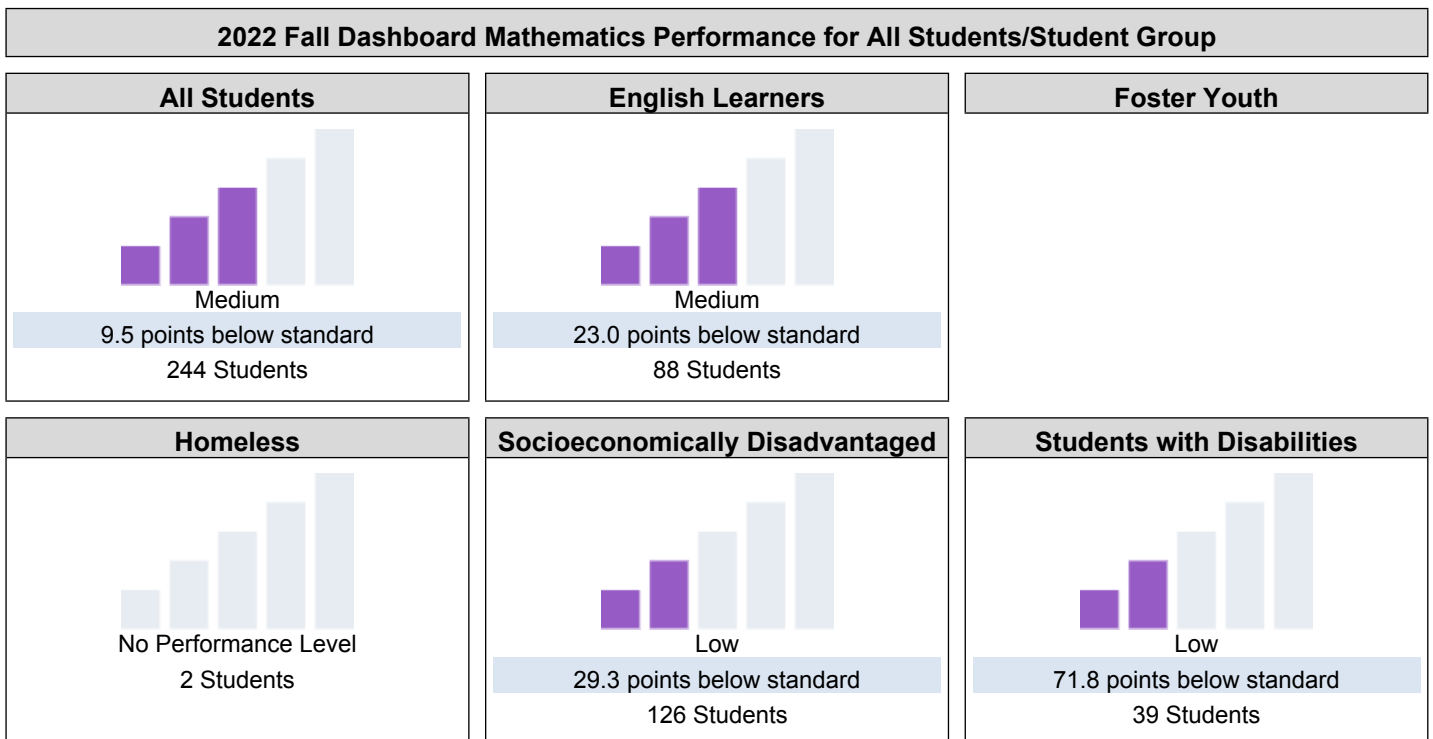 2022 Fall Dashboard Mathematics Performance for All Students/Student Group
All Students
Medium
9.5 points below standard
244 Students
English Learners
Medium
23.0 points below standard
88 Students
Foster Youth
Homeless
No Performance Level
2 Students
Socioeconomically Disadvantaged
Low
29.3 points below standard
126 Students
Students with Disabilities
Low
71.8 points below standard
39 Students